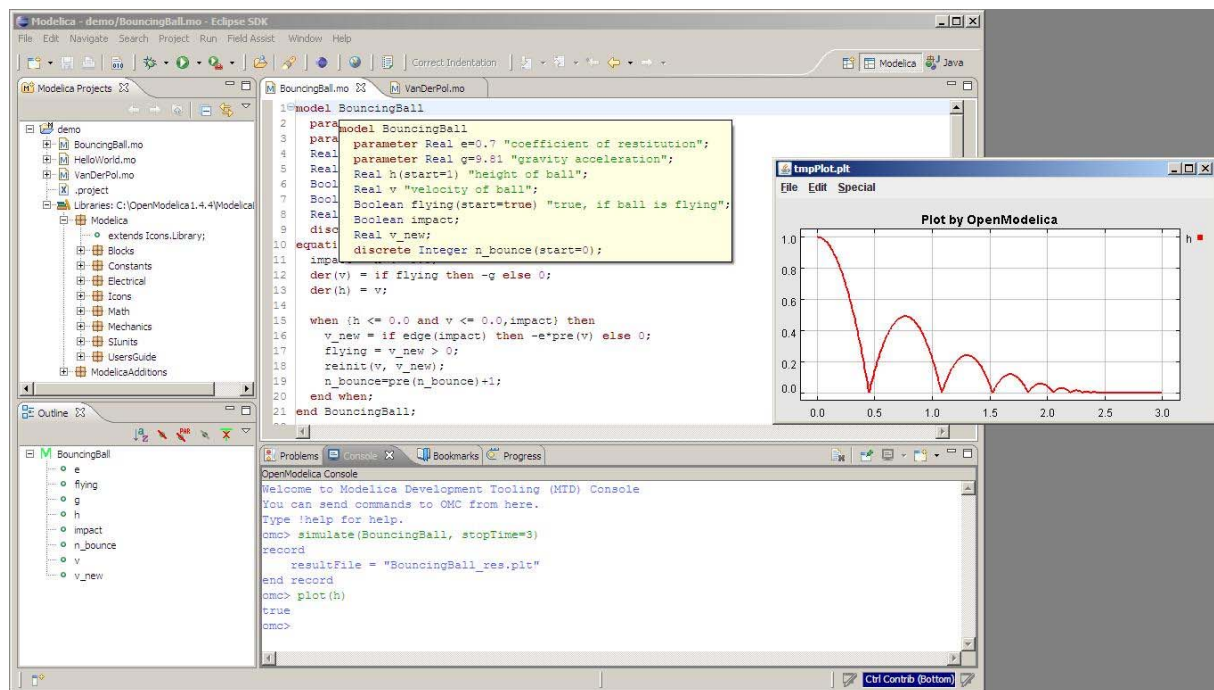 Modelica - demo/BouncingBall.mo - Eclipse SDK
File Edit Navigate Search Project Run Field Assist Window Help
Correct Indentation
Modelica Java
Modelica Projects
demo
BouncingBall.mo
HelloWorld.mo
VanDerPol.mo
.project
Libraries: C:\OpenModelica1.4.4\Modelical
Modelica
extends Icons.Library;
Blocks
Constants
Electrical
Icons
Math
Mechanics
SIunits
UsersGuide
ModelicaAdditions
Outline
BouncingBall
e
flying
g
h
impact
n_bounce
v
v_new
BouncingBall.mo VanDerPol.mo
1 model BouncingBall
2 para
3 para
4 Real
5 Real
6 Bool
7 Bool
8 Real
9 disc
10 equati
11 impac
12 der(v) = if flying then -g else 0;
13 der(h) = v;
14
15 when {h <= 0.0 and v <= 0.0,impact} then
16 v_new = if edge(impact) then -e*pre(v) else 0;
17 flying = v_new > 0;
18 reinit(v, v_new);
19 n_bounce=pre(n_bounce)+1;
20 end when;
21 end BouncingBall;
model BouncingBall
parameter Real e=0.7 "coefficient of restitution";
parameter Real g=9.81 "gravity acceleration";
Real h(start=1) "height of ball";
Real v "velocity of ball";
Boolean flying(start=true) "true, if ball is flying";
Boolean impact;
Real v_new;
discrete Integer n_bounce(start=0);
tmpPlot.plt
File Edit Special
Plot by OpenModelica
h
1.0
0.8
0.6
0.4
0.2
0.0
0.0 0.5 1.0 1.5 2.0 2.5 3.0
Problems Console Bookmarks Progress
OpenModelica Console
Welcome to Modelica Development Tooling (MTD) Console
You can send commands to OMC from here.
Type !help for help.
omc> simulate(BouncingBall, stopTime=3)
record
resultFile = "BouncingBall_res.plt"
end record
omc> plot(h)
true
omc>
Ctrl Contrib (Bottom)